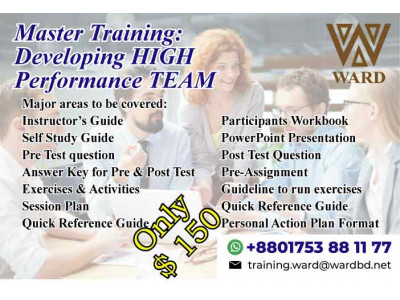 Master Training:
Developing HIGH
Performance TEAM
WARD
Major areas to be covered:
Instructor's Guide
Self Study Guide
Pre Test question
Answer Key for Pre & Post Test
Exercises & Activities
Session Plan
Quick Reference Guide
Participants Workbook
PowerPoint Presentation
Post Test Question
Pre-Assignment
Guideline to run exercises
Quick Reference Guide
Personal Action Plan Format
Only
$ 150
+8801753 88 11 77
training.ward@wardbd.net